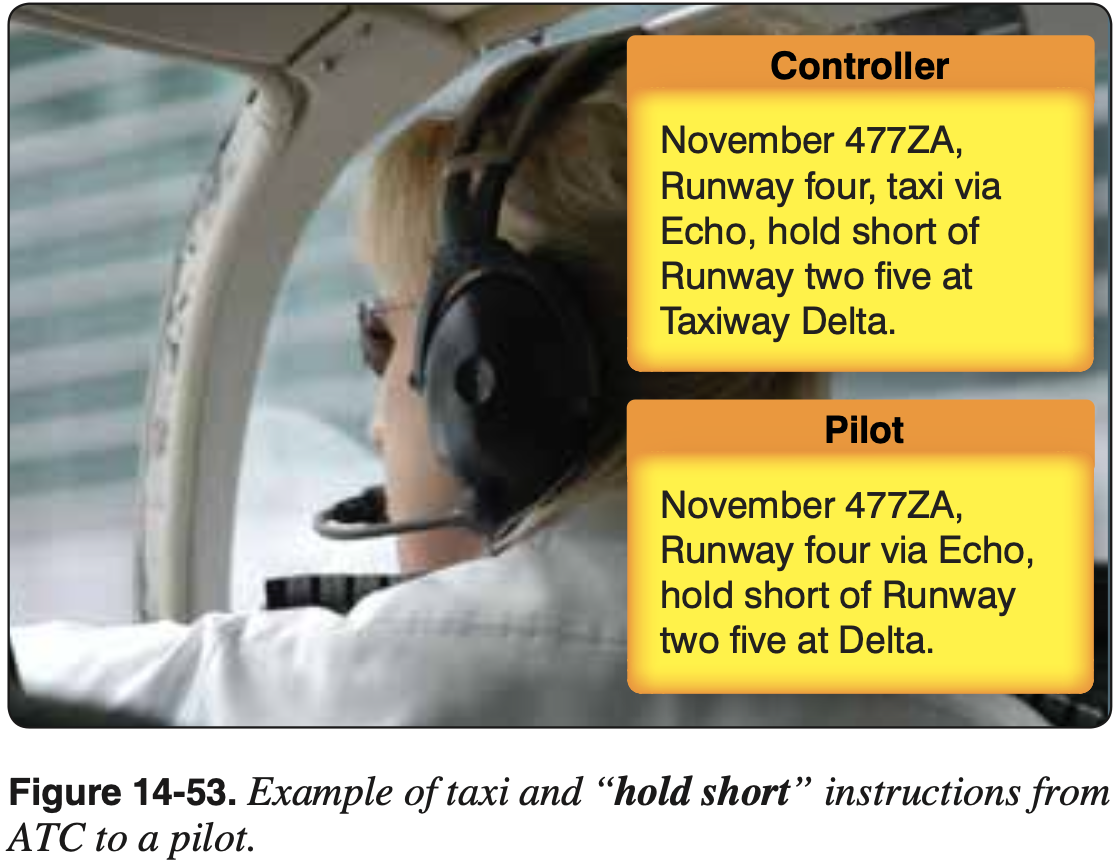 Controller
November 477ZA,
Runway four, taxi via
Echo, hold short of
Runway two five at
Taxiway Delta.
Pilot
November 477ZA,
Runway four via Echo,
hold short of Runway
two five at Delta.
Figure 14-53. Example of taxi and “hold short” instructions from
ATC to a pilot.